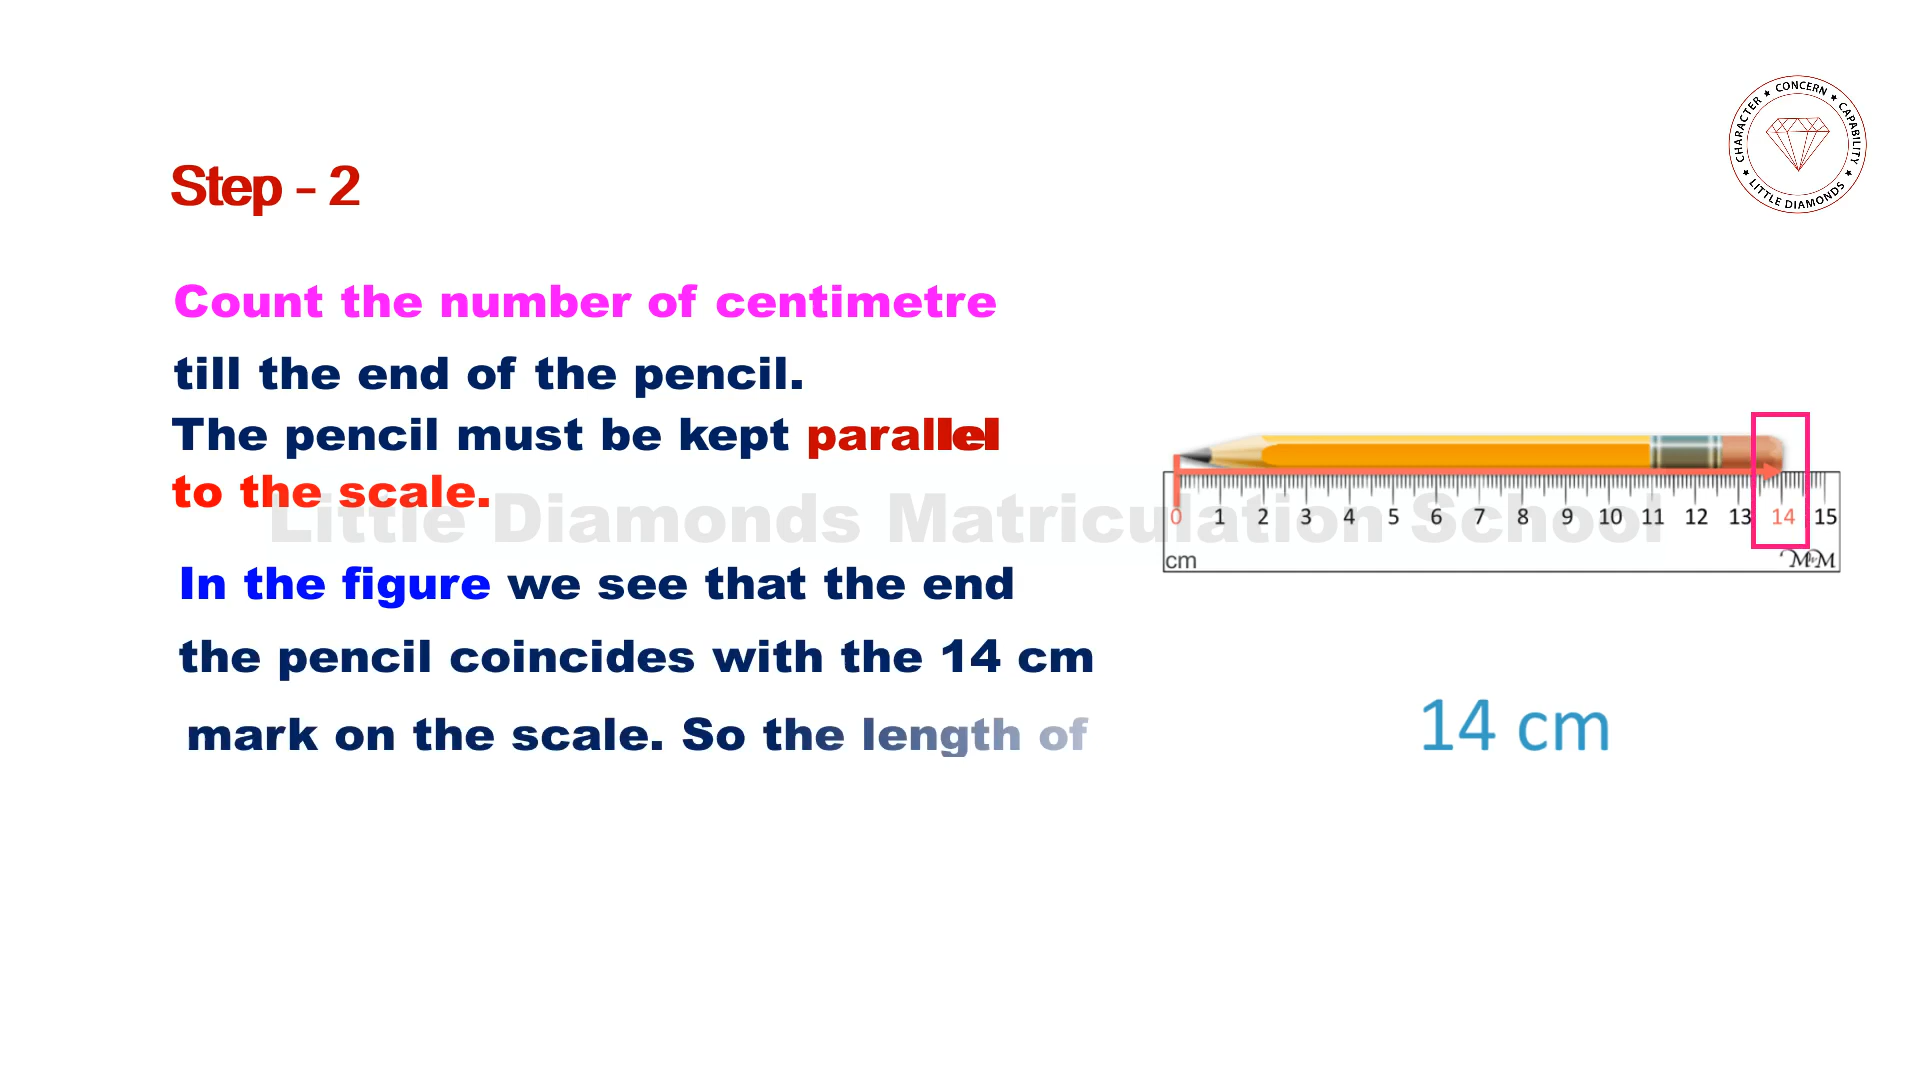 CHARACTER ★ CONCERN ★ CAPABILITY ★ LITTLE DIAMONDS ★
Step - 2
Count the number of centimetre
till the end of the pencil.
The pencil must be kept parallel
to the scale.
Little Diamonds Matriculation School
0 1 2 3 4 5 6 7 8 9 10 11 12 13 14 15
cm
In the figure we see that the end
the pencil coincides with the 14 cm
mark on the scale. So the length of
14 cm